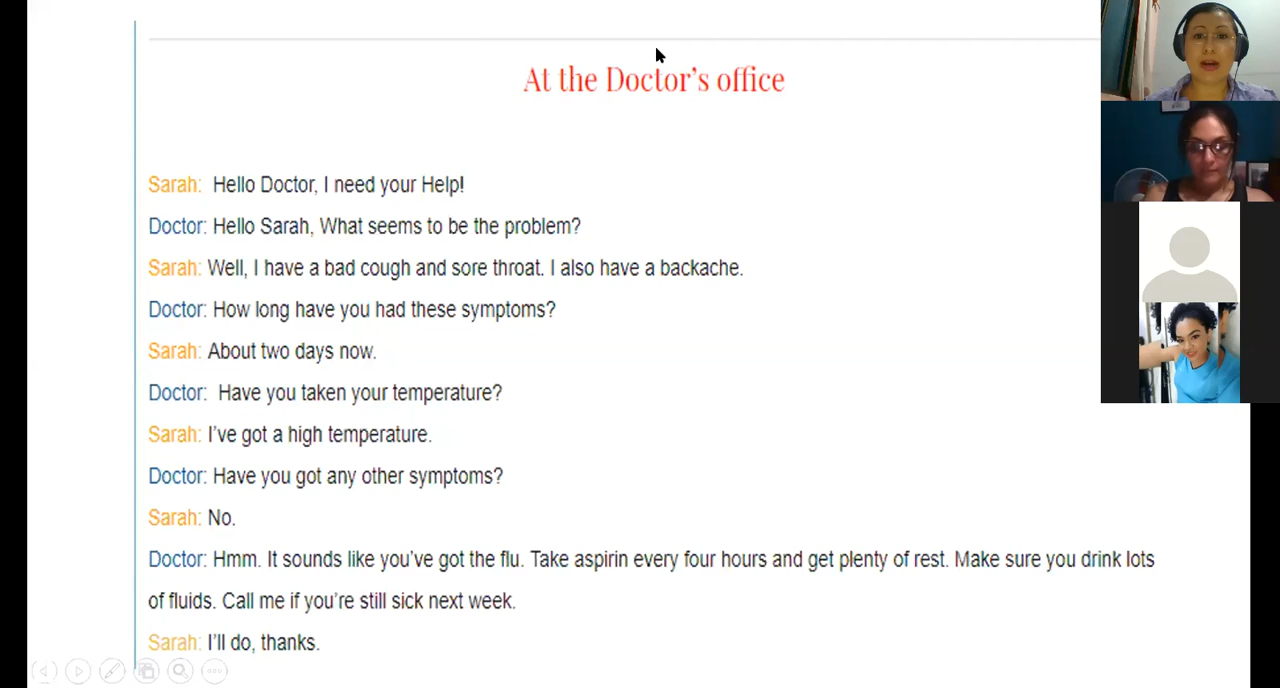 At the Doctor's office
Sarah: Hello Doctor, I need your Help!
Doctor: Hello Sarah, What seems to be the problem?
Sarah: Well, I have a bad cough and sore throat. I also have a backache.
Doctor: How long have you had these symptoms?
Sarah: About two days now.
Doctor: Have you taken your temperature?
Sarah: I've got a high temperature.
Doctor: Have you got any other symptoms?
Sarah: No.
Doctor: Hmm. It sounds like you've got the flu. Take aspirin every four hours and get plenty of rest. Make sure you drink lots
of fluids. Call me if you're still sick next week.
Sarah: I'll do, thanks.